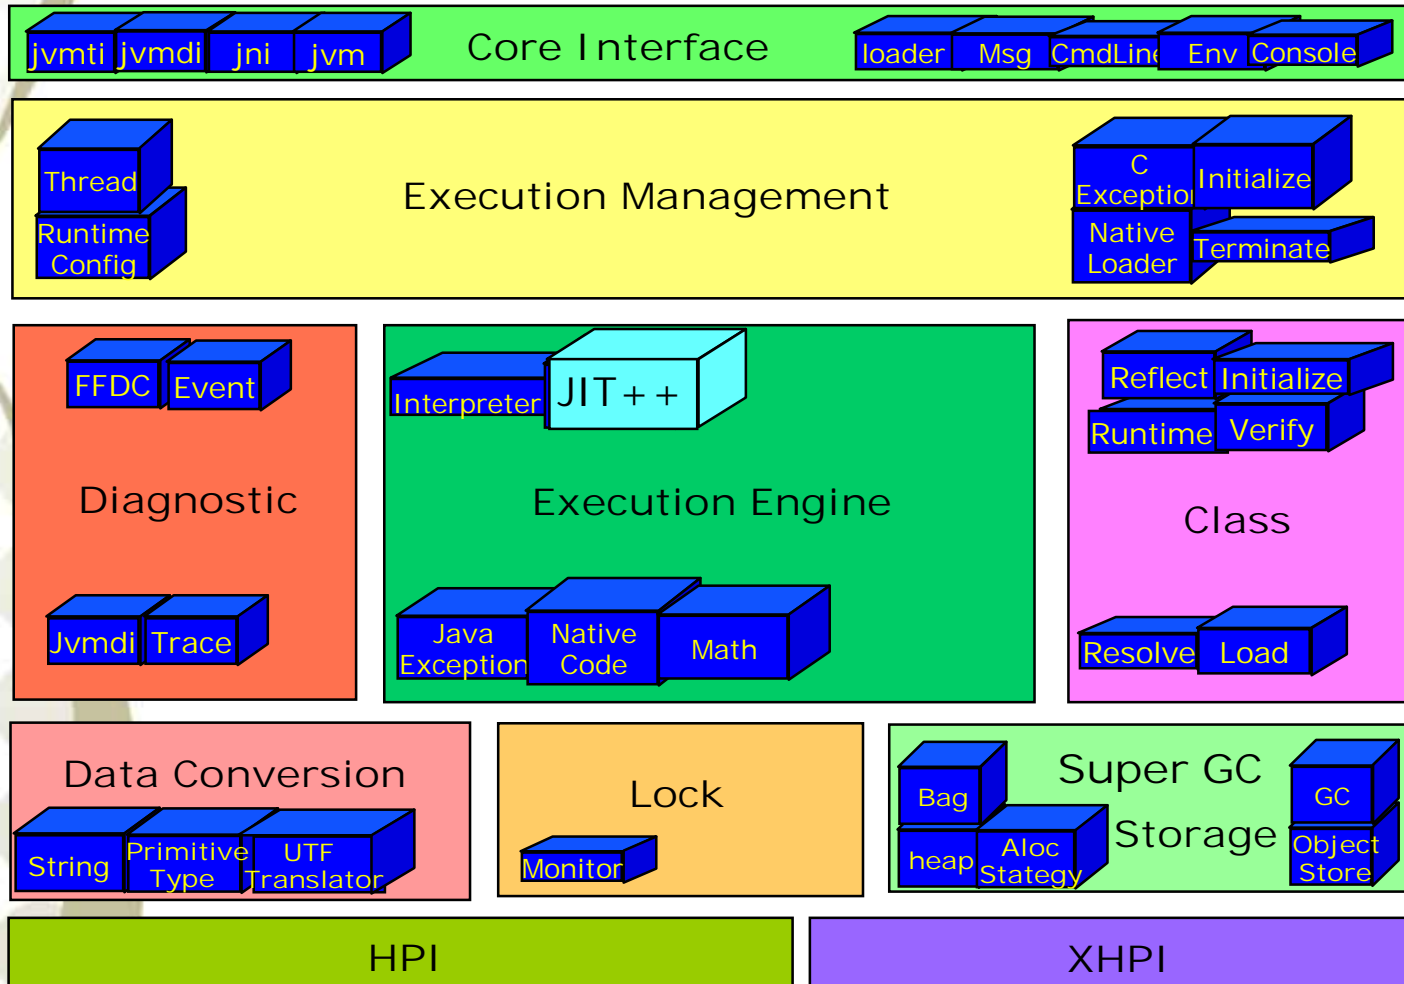 jvmti jvmdi jni jvm Core Interface loader Msg CmdLine Env Console
Thread
Runtime
Config
Execution Management
C
Exception
Initialize
Native
Loader
Terminate
FFDC Event
Diagnostic
Jvmdi Trace
Interpreter JIT++
Execution Engine
Java
Exception
Native
Code
Math
Reflect Initialize
Runtime Verify
Class
Resolve Load
Data Conversion
String
Primitive
Type
UTF
Translator
Lock
Monitor
Super GC
Storage
Bag
heap
Aloc
Stategy
GC
Object
Store
HPI
XHPI